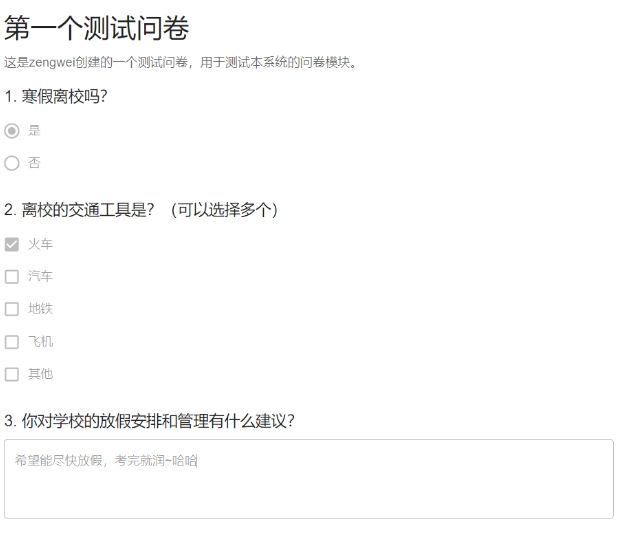 第一个测试问卷
这是zengwei创建的一个测试问卷，用于测试本系统的问卷模块。
1. 寒假离校吗？
是
否
2. 离校的交通工具是？（可以选择多个）
火车
汽车
地铁
飞机
其他
3. 你对学校的放假安排和管理有什么建议？
希望能尽快放假，考完就润~哈哈